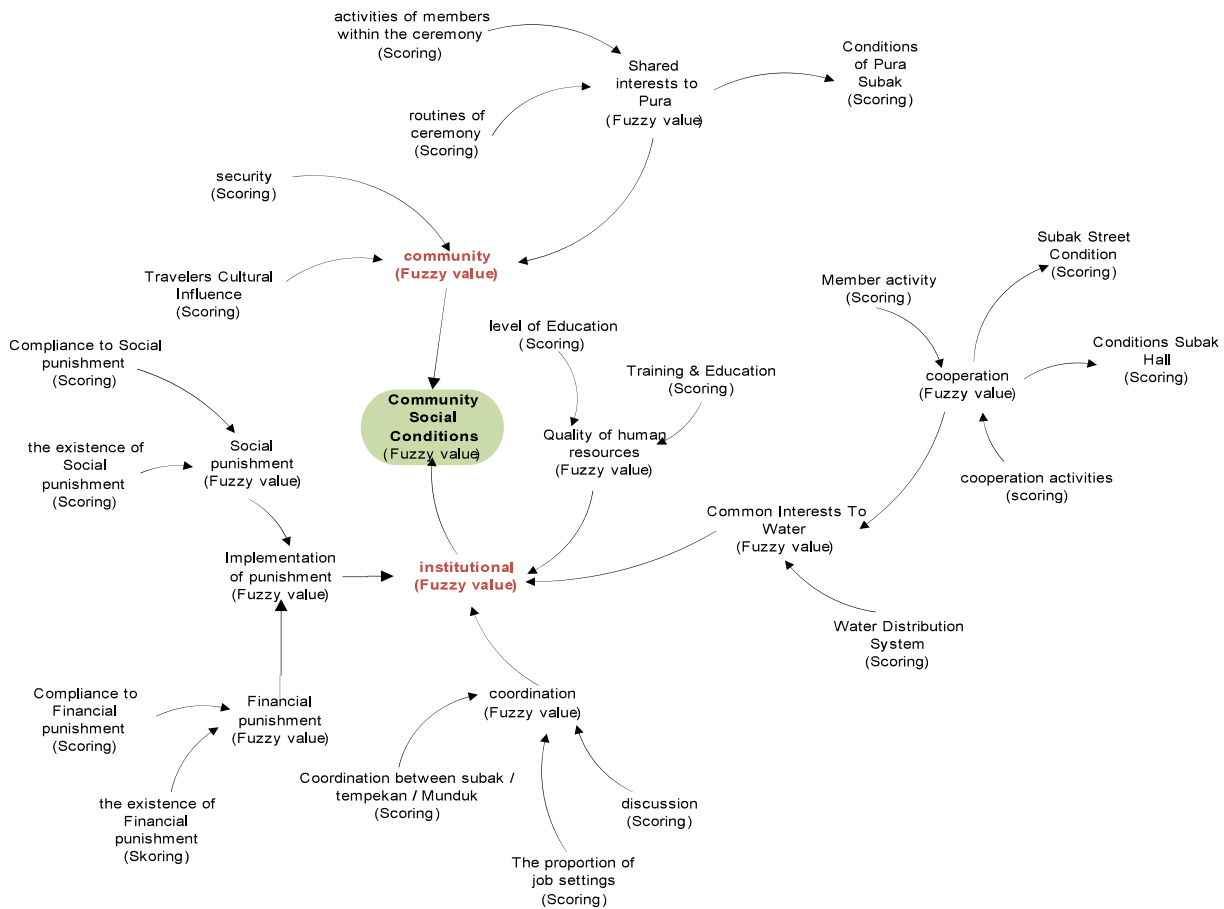 activities of members
within the ceremony
(Scoring)
Shared
interests to
Pura
(Fuzzy value)
Conditions
of Pura
Subak
(Scoring)
routines of
ceremony
(Scoring)
security
(Scoring)
community
(Fuzzy value)
Travelers Cultural
Influence
(Scoring)
Subak Street
Condition
(Scoring)
Member activity
(Scoring)
level of Education
(Scoring)
Conditions Subak
Hall
(Scoring)
Compliance to Social
punishment
(Scoring)
Training & Education
(Scoring)
cooperation
(Fuzzy value)
Community
Social
Conditions
(Fuzzy value)
Quality of human
resources
(Fuzzy value)
the existence of
Social
punishment
(Scoring)
Social
punishment
(Fuzzy value)
cooperation activities
(scoring)
Common Interests To
Water
(Fuzzy value)
Implementation
of punishment
(Fuzzy value)
institutional
(Fuzzy value)
Water Distribution
System
(Scoring)
Compliance to
Financial
punishment
(Scoring)
Financial
punishment
(Fuzzy value)
coordination
(Fuzzy value)
Coordination between subak /
tempekan / Munduk
(Scoring)
discussion
(Scoring)
the existence of
Financial
punishment
(Skoring)
The proportion of
job settings
(Scoring)